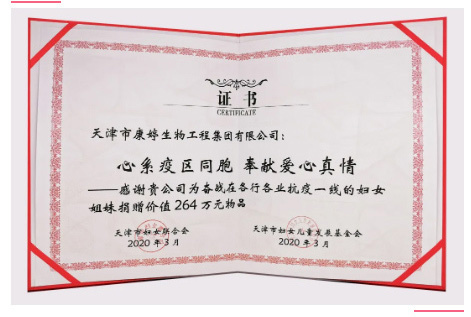 证书
CERTIFICATE
天津市康婷生物工程集团有限公司：
心系疫区同胞 奉献爱心真情
——感谢贵公司为奋战在各行各业抗疫一线的妇女
姐妹捐赠价值264万元物品
天津市妇女联合会 天津市妇女儿童发展基金会
2020年3月 2020年3月